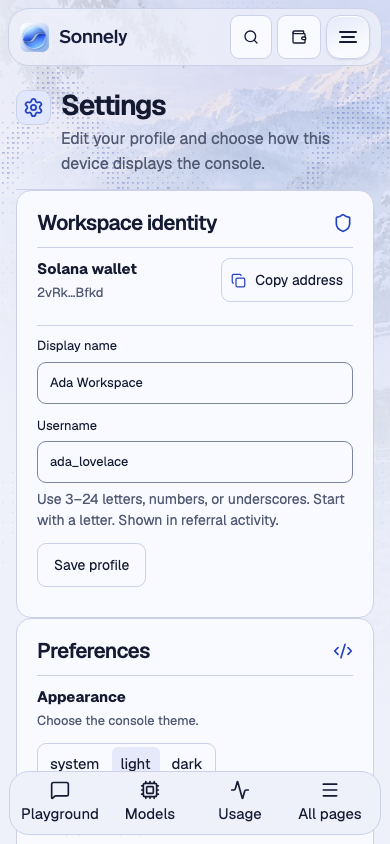 Sonnely
Settings
Edit your profile and choose how this
device displays the console.
Workspace identity
Solana wallet
2vRk...Bfkd
Copy address
Display name
Ada Workspace
Username
ada_lovelace
Use 3–24 letters, numbers, or underscores. Start
with a letter. Shown in referral activity.
Save profile
Preferences
Appearance
Choose the console theme.
system light dark
Playground Models Usage All pages